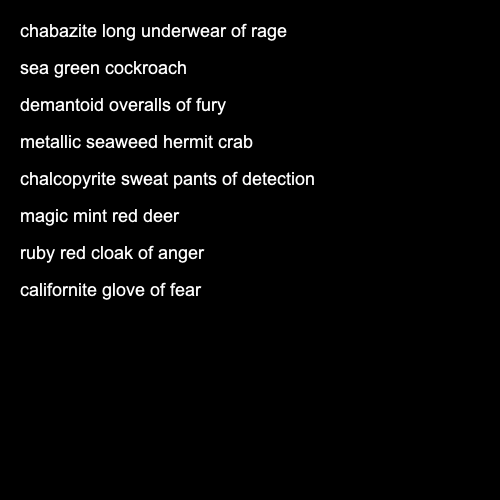 chabazite long underwear of rage
sea green cockroach
demantoid overalls of fury
metallic seaweed hermit crab
chalcopyrite sweat pants of detection
magic mint red deer
ruby red cloak of anger
californite glove of fear